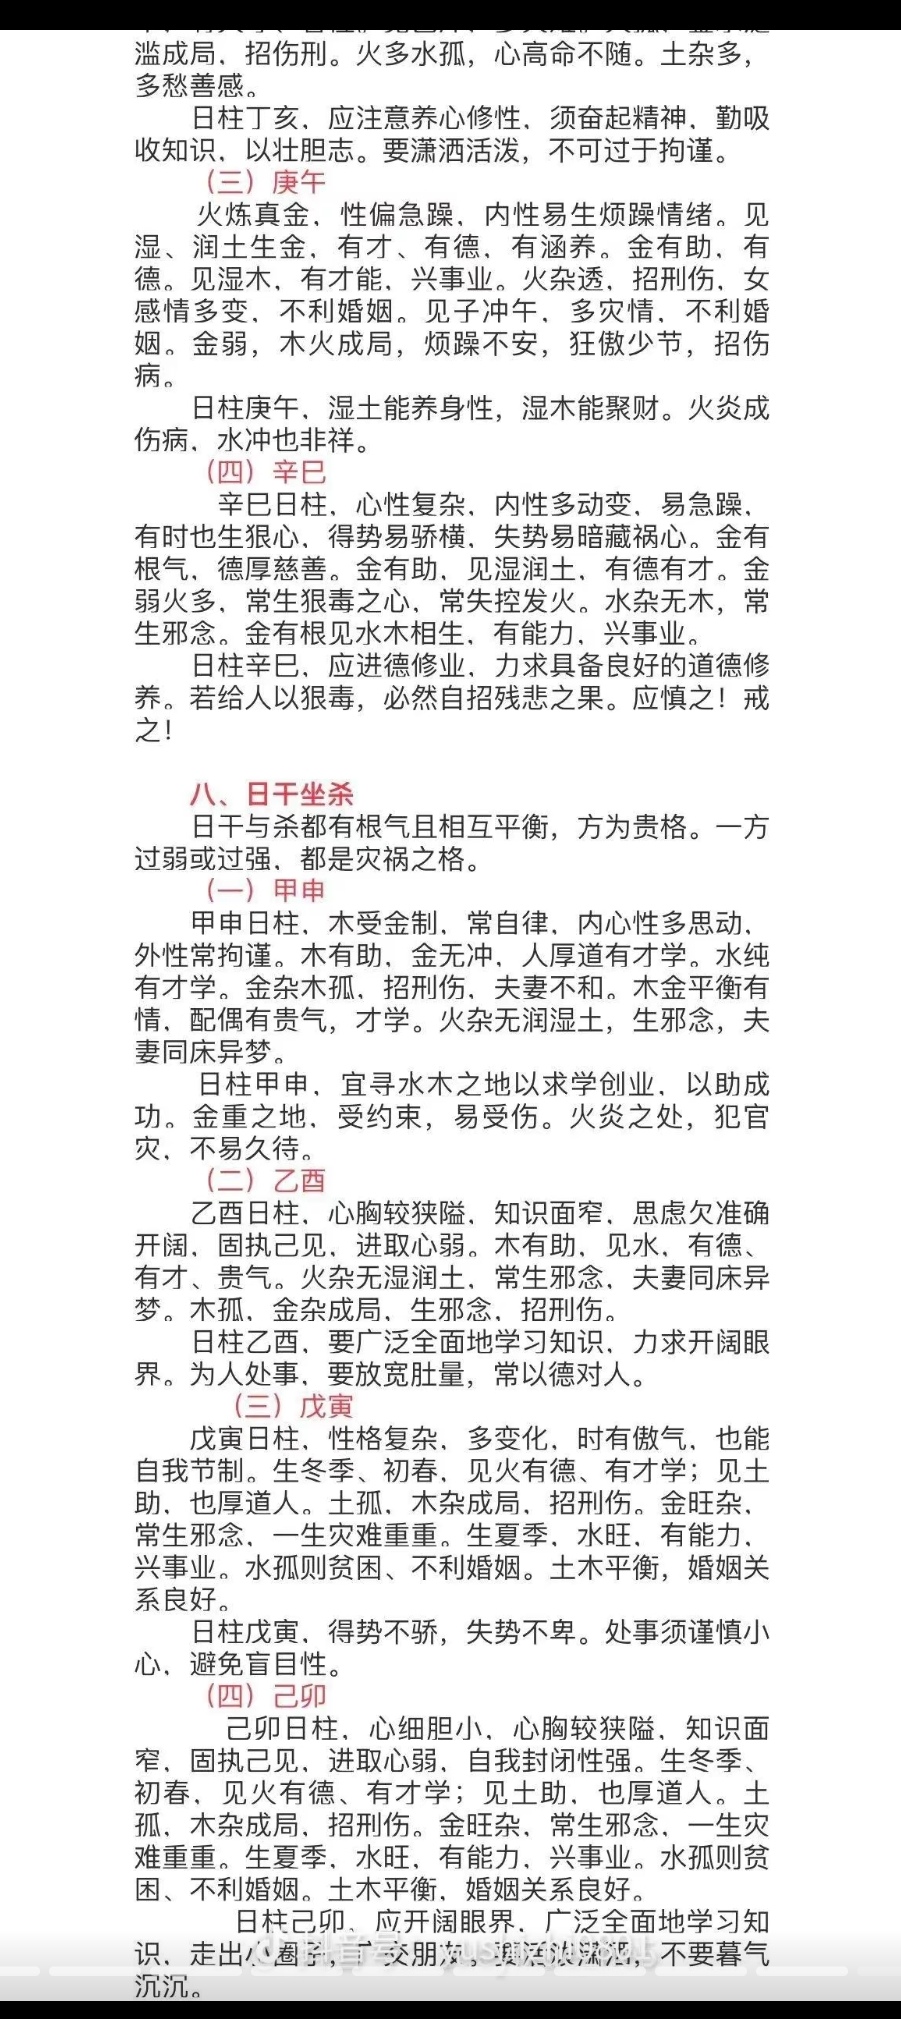 滥成局，招伤刑。火多水孤，心高命不随。土杂多，
多愁善感。
日柱丁亥，应注意养心修性，须奋起精神，勤吸
收知识，以壮胆志。要潇洒活泼，不可过于拘谨。
（三）庚午
火炼真金，性偏急躁，内性易生烦躁情绪。见
湿、润土生金，有才、有德，有涵养。金有助，有
德。见湿木，有才能，兴事业。火杂透，招刑伤，女
感情多变，不利婚姻。见子冲午，多灾情，不利婚
姻。金弱，木火成局，烦躁不安，狂傲少节，招伤
病。
日柱庚午，湿土能养身性，湿木能聚财。火炎成
伤病，水冲也非祥。
（四）辛巳
辛巳日柱，心性复杂，内性多动变，易急躁，
有时也生狠心，得势易骄横，失势易暗藏祸心。金有
根气，德厚慈善。金有助，见湿润土，有德有才。金
弱火多，常生狠毒之心，常失控发火。水杂无木，常
生邪念。金有根见水木相生，有能力，兴事业。
日柱辛巳，应进德修业，力求具备良好的道德修
养。若给人以狠毒，必然自招残悲之果。应慎之！戒
之！
八、日干坐杀
日干与杀都有根气且相互平衡，方为贵格。一方
过弱或过强，都是灾祸之格。
（一）甲申
甲申日柱，木受金制，常自律，内心性多思动，
外性常拘谨。木有助，金无冲，人厚道有才学。水纯
有才学。金杂木孤，招刑伤，夫妻不和。木金平衡有
情，配偶有贵气，才学。火杂无润湿土，生邪念，夫
妻同床异梦。
日柱甲申，宜寻水木之地以求学创业，以助成
功。金重之地，受约束，易受伤。火炎之处，犯官
灾，不易久待。
（二）乙酉
乙酉日柱，心胸较狭隘，知识面窄，思虑欠准确
开阔，固执己见，进取心弱。木有助，见水，有德、
有才、贵气。火杂无湿润土，常生邪念，夫妻同床异
梦。木孤，金杂成局，生邪念，招刑伤。
日柱乙酉，要广泛全面地学习知识，力求开阔眼
界。为人处事，要放宽肚量，常以德对人。
（三）戊寅
戊寅日柱，性格复杂，多变化，时有傲气，也能
自我节制。生冬季、初春，见火有德、有才学；见土
助，也厚道人。土孤，木杂成局，招刑伤。金旺杂，
常生邪念，一生灾难重重。生夏季，水旺，有能力，
兴事业。水孤则贫困、不利婚姻。土木平衡，婚姻关
系良好。
日柱戊寅，得势不骄，失势不卑。处事须谨慎小
心，避免盲目性。
（四）己卯
己卯日柱，心细胆小，心胸较狭隘，知识面
窄，固执己见，进取心弱，自我封闭性强。生冬季、
初春，见火有德、有才学；见土助，也厚道人。土
孤，木杂成局，招刑伤。金旺杂，常生邪念，一生灾
难重重。生夏季，水旺，有能力，兴事业。水孤则贫
困、不利婚姻。土木平衡，婚姻关系良好。
日柱己卯，应开阔眼界，广泛全面地学习知
识，走出小圈子，广交朋友。要活泼潇洒，不要暮气
沉沉。